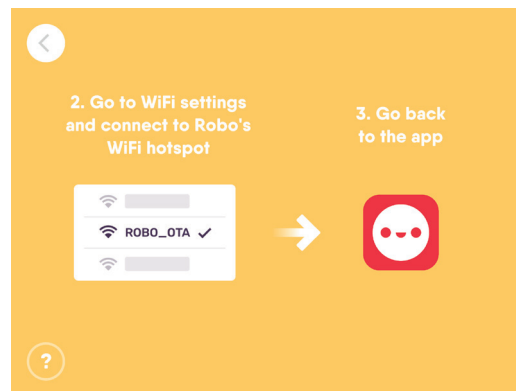 2. Go to WiFi settings
and connect to Robo's
WiFi hotspot
3. Go back
to the app
ROBO_OTA
?